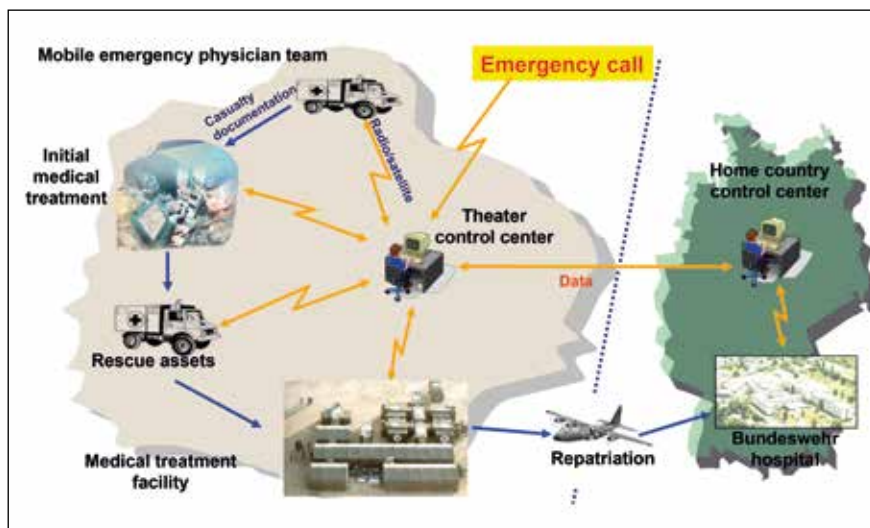 Mobile emergency physician team
Emergency call
Casualty
documentation
Radio/satellite
Initial
medical
treatment
Home country
control center
Theater
control center
Data
Rescue assets
Medical treatment
facility
Repatriation
Bundeswehr
hospital